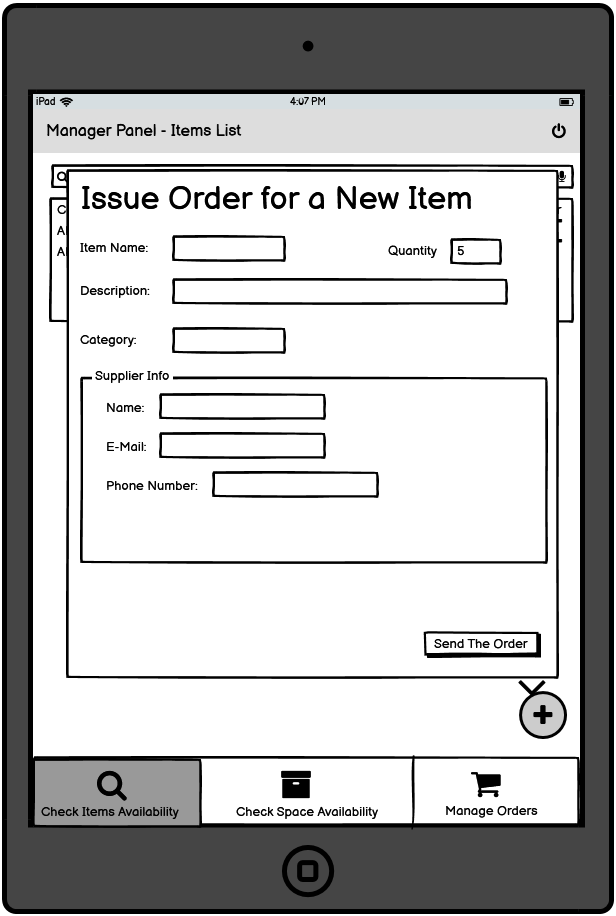 iPad 4:07 PM
Manager Panel - Items List
Issue Order for a New Item
Item Name: Quantity 5
Description:
Category:
Supplier Info
Name:
E-Mail:
Phone Number:
Send The Order
Check Items Availability Check Space Availability Manage Orders